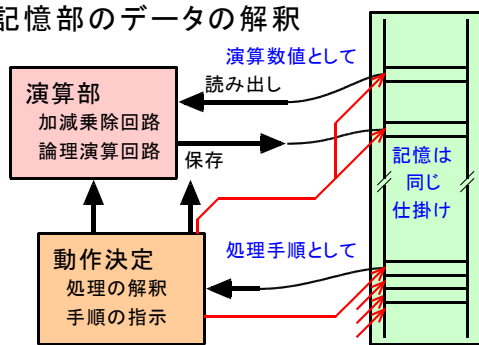 記憶部のデータの解釈
演算数値として
読み出し
演算部
加減乗除回路
論理演算回路
保存
記憶は
同じ
仕掛け
動作決定
処理の解釈
手順の指示
処理手順として